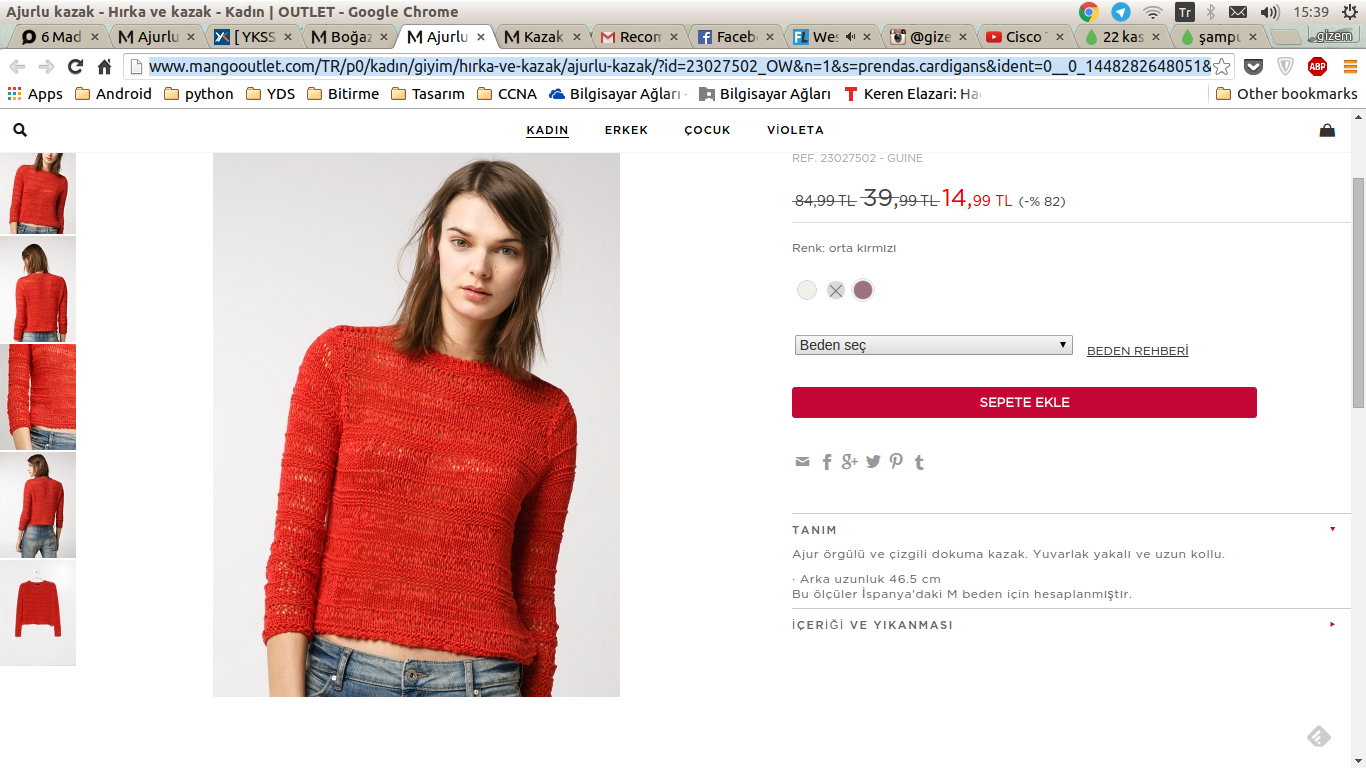 Ajurlu kazak - Hırka ve kazak - Kadın | OUTLET - Google Chrome
Tr
15:39
6 Mad
Ajurlu
[ YKSS
Boğaz
Ajurlu
Kazak
Recom
Faceb
Wes
@gize
Cisco
22 kas
şampu
gizem
www.mangooutlet.com/TR/p0/kadın/giyim/hırka-ve-kazak/ajurlu-kazak/?id=23027502_OW&n=1&s=prendas.cardigans&ident=0__0_1448282648051&
ABP
Apps
Android
python
YDS
Bitirme
Tasarım
CCNA
Bilgisayar Ağları
Bilgisayar Ağları
Keren Elazari: Ha
Other bookmarks
KADIN
ERKEK
ÇOCUK
VİOLETA
REF. 23027502 - GUINE
84,99 TL 39,99 TL 14,99 TL (-% 82)
Renk: orta kırmızı
Beden seç
BEDEN REHBERİ
SEPETE EKLE
TANIM
Ajur örgülü ve çizgili dokuma kazak. Yuvarlak yakalı ve uzun kollu.
· Arka uzunluk 46.5 cm
Bu ölçüler İspanya'daki M beden için hesaplanmıştır.
İÇERİĞİ VE YIKANMASI